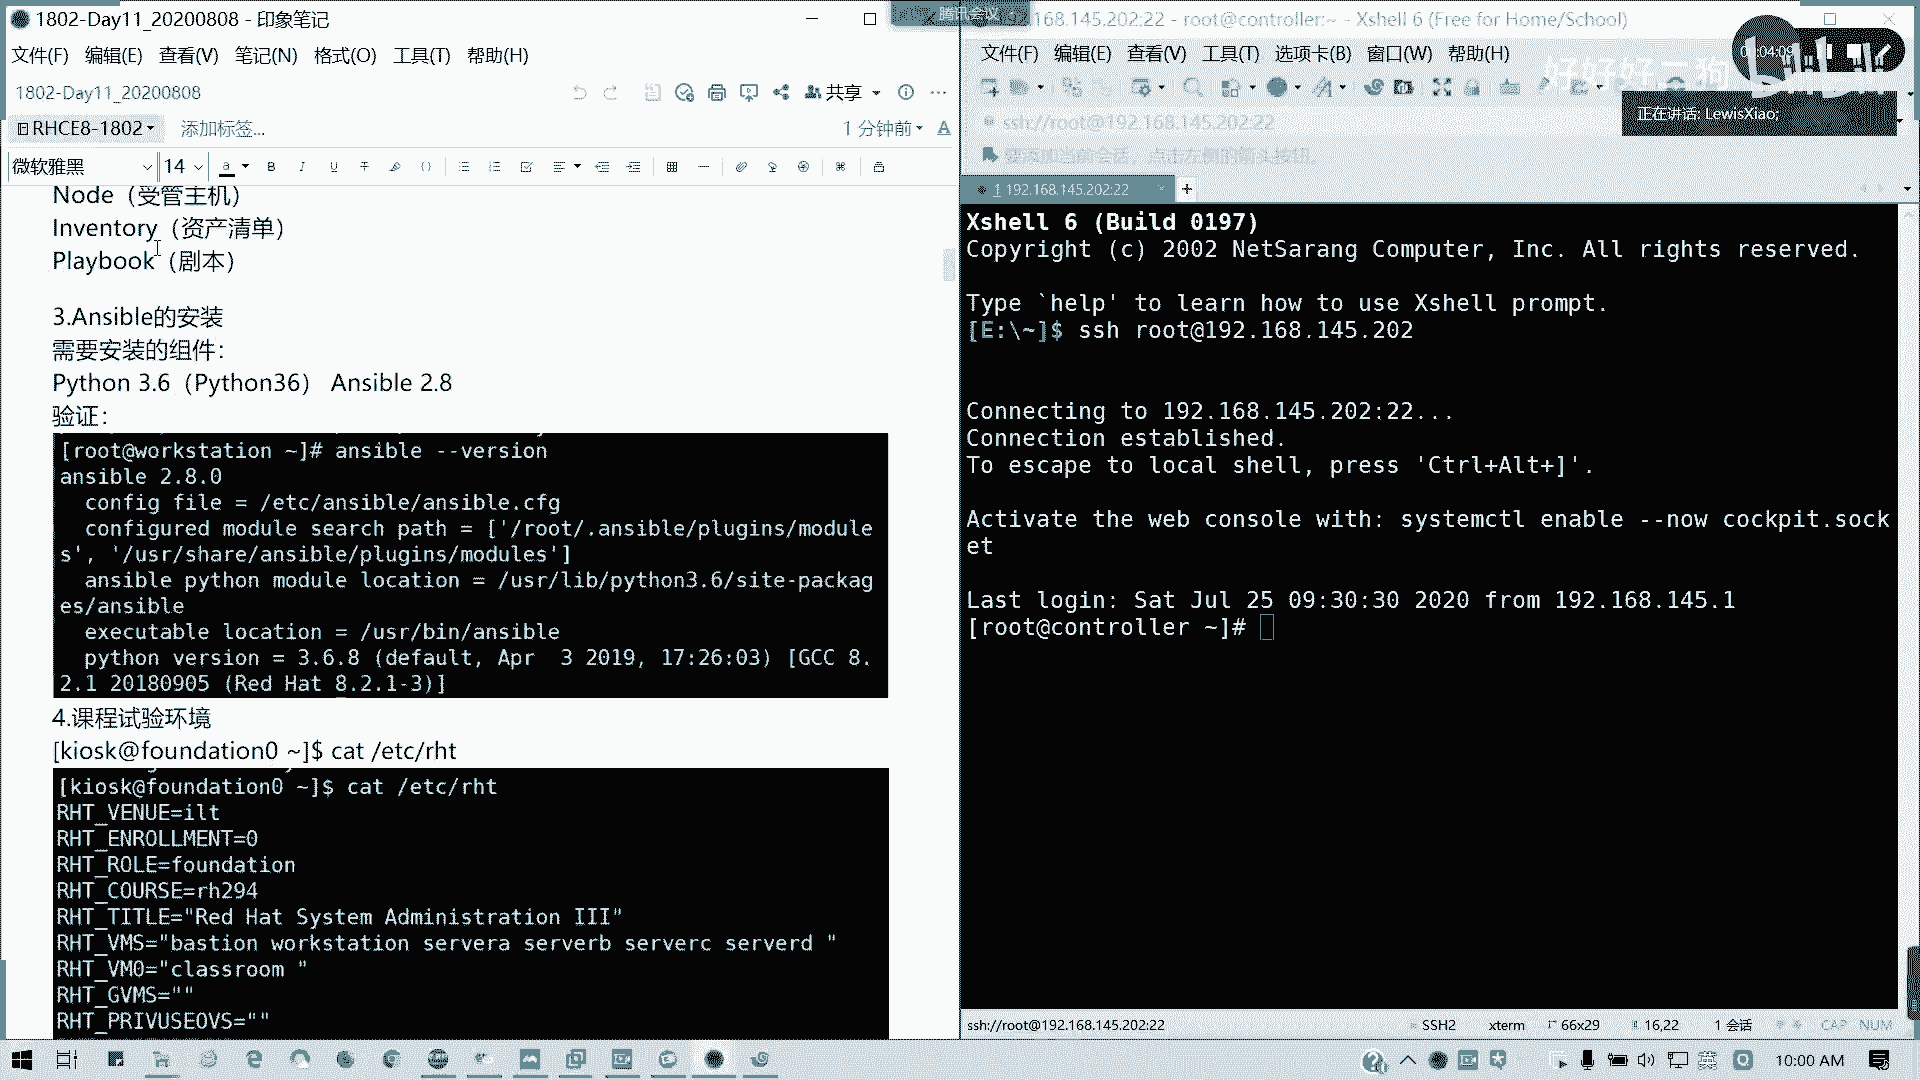 1802-Day11_20200808 - 印象笔记
文件(F) 编辑(E) 查看(V) 笔记(N) 格式(O) 工具(T) 帮助(H)
1802-Day11_20200808
共享
RHCE8-1802
添加标签...
1 分钟前
微软雅黑
14
Node（受管主机）
Inventory（资产清单）
Playbook（剧本）
3.Ansible的安装
需要安装的组件：
Python 3.6（Python36） Ansible 2.8
验证：
[root@workstation ~]# ansible --version
ansible 2.8.0
config file = /etc/ansible/ansible.cfg
configured module search path = ['/root/.ansible/plugins/module
s', '/usr/share/ansible/plugins/modules']
ansible python module location = /usr/lib/python3.6/site-packag
es/ansible
executable location = /usr/bin/ansible
python version = 3.6.8 (default, Apr  3 2019, 17:26:03) [GCC 8.
2.1 20180905 (Red Hat 8.2.1-3)]
4.课程试验环境
[kiosk@foundation0 ~]$ cat /etc/rht
[kiosk@foundation0 ~]$ cat /etc/rht
RHT_VENUE=ilt
RHT_ENROLLMENT=0
RHT_ROLE=foundation
RHT_COURSE=rh294
RHT_TITLE="Red Hat System Administration III"
RHT_VMS="bastion workstation servera serverb serverc serverd "
RHT_VM0="classroom "
RHT_GVMS=""
RHT_PRIVUSEOVS=""
腾讯会议
168.145.202:22 - root@controller:~ - Xshell 6 (Free for Home/School)
文件(F) 编辑(E) 查看(V) 工具(T) 选项卡(B) 窗口(W) 帮助(H)
04:09
好好好二狗
bilibili
正在讲话: LewisXiao;
ssh://root@192.168.145.202:22
要添加当前会话，点击左侧的箭头按钮。
1 192.168.145.202:22
Xshell 6 (Build 0197)
Copyright (c) 2002 NetSarang Computer, Inc. All rights reserved.
Type `help' to learn how to use Xshell prompt.
[E:\~]$ ssh root@192.168.145.202
Connecting to 192.168.145.202:22...
Connection established.
To escape to local shell, press 'Ctrl+Alt+]'.
Activate the web console with: systemctl enable --now cockpit.sock
et
Last login: Sat Jul 25 09:30:30 2020 from 192.168.145.1
[root@controller ~]#
ssh://root@192.168.145.202:22
SSH2
xterm
66x29
16,22
1 会话
CAP
NUM
英
10:00 AM